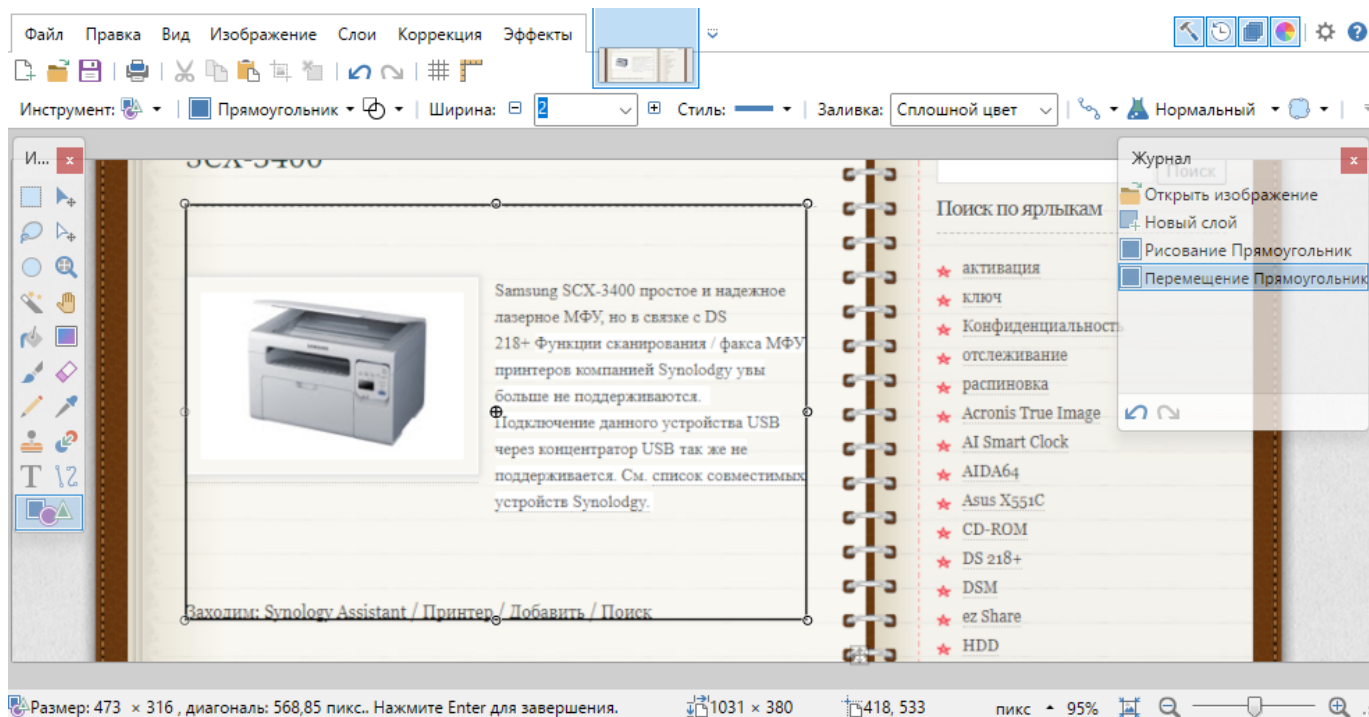 Файл Правка Вид Изображение Слои Коррекция Эффекты
Инструмент: Прямоугольник Ширина: 2 Стиль: Заливка: Сплошной цвет Нормальный
И...
SCX-3400
Samsung SCX-3400 простое и надежное
лазерное МФУ, но в связке с DS
218+ Функции сканирования / факса МФУ
принтеров компанией Synolodgy увы
больше не поддерживаются.
Подключение данного устройства USB
через концентратор USB так же не
поддерживается. См. список совместимых
устройств Synolodgy.
Заходим: Synology Assistant / Принтер / Добавить / Поиск
Поиск
Поиск по ярлыкам
активация
ключ
Конфиденциальность
отслеживание
распиновка
Acronis True Image
AI Smart Clock
AIDA64
Asus X551C
CD-ROM
DS 218+
DSM
ez Share
HDD
Журнал
Открыть изображение
Новый слой
Рисование Прямоугольник
Перемещение Прямоугольник
Размер: 473 × 316 , диагональ: 568,85 пикс.. Нажмите Enter для завершения. 1031 × 380 418, 533 пикс 95%